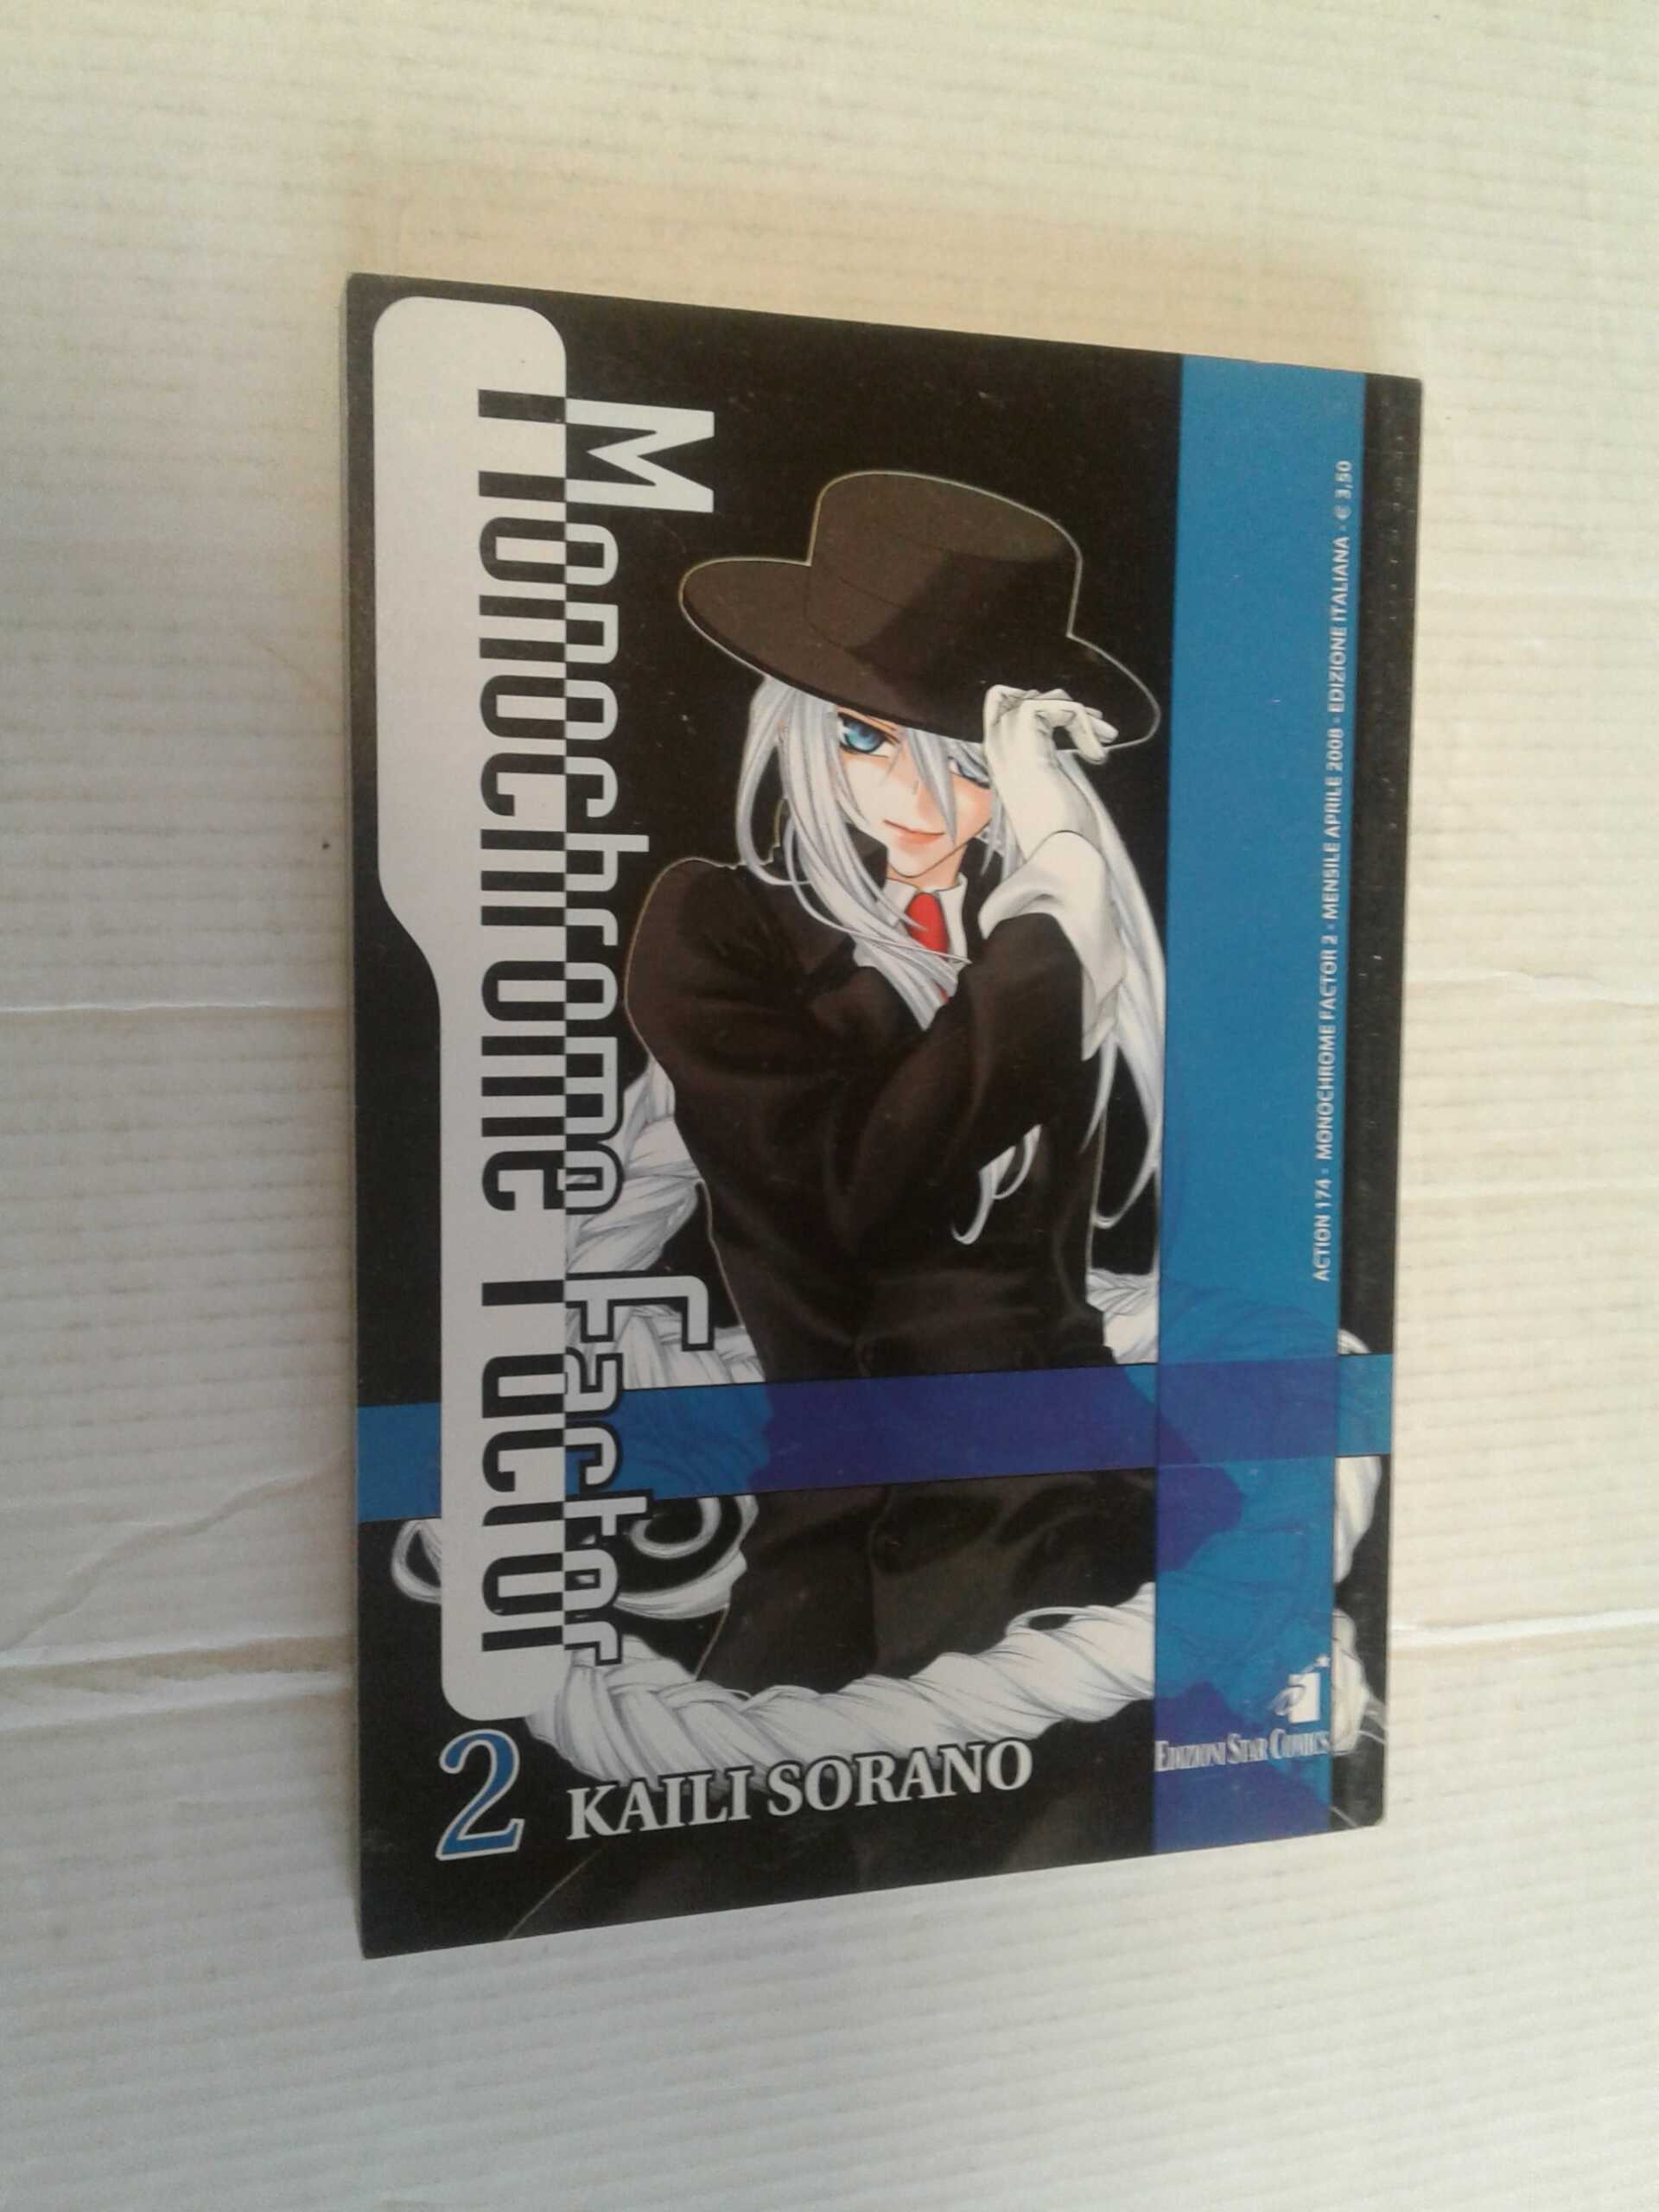 Monochrome Factor
2
KAILI SORANO
ACTION 174 - MONOCHROME FACTOR 2 - MENSILE APRILE 2008 - EDIZIONE ITALIANA - € 3,50
EDIZIONI STAR COMICS